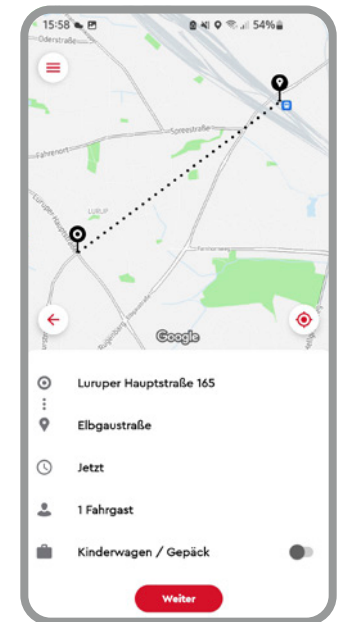 15:58
54%
Oderstraße
Spreestraße
Fahrenort
LURUP
Luruper Hauptstraße
Rugenbarg
Google
Luruper Hauptstraße 165
Elbgaustraße
Jetzt
1 Fahrgast
Kinderwagen / Gepäck
Weiter